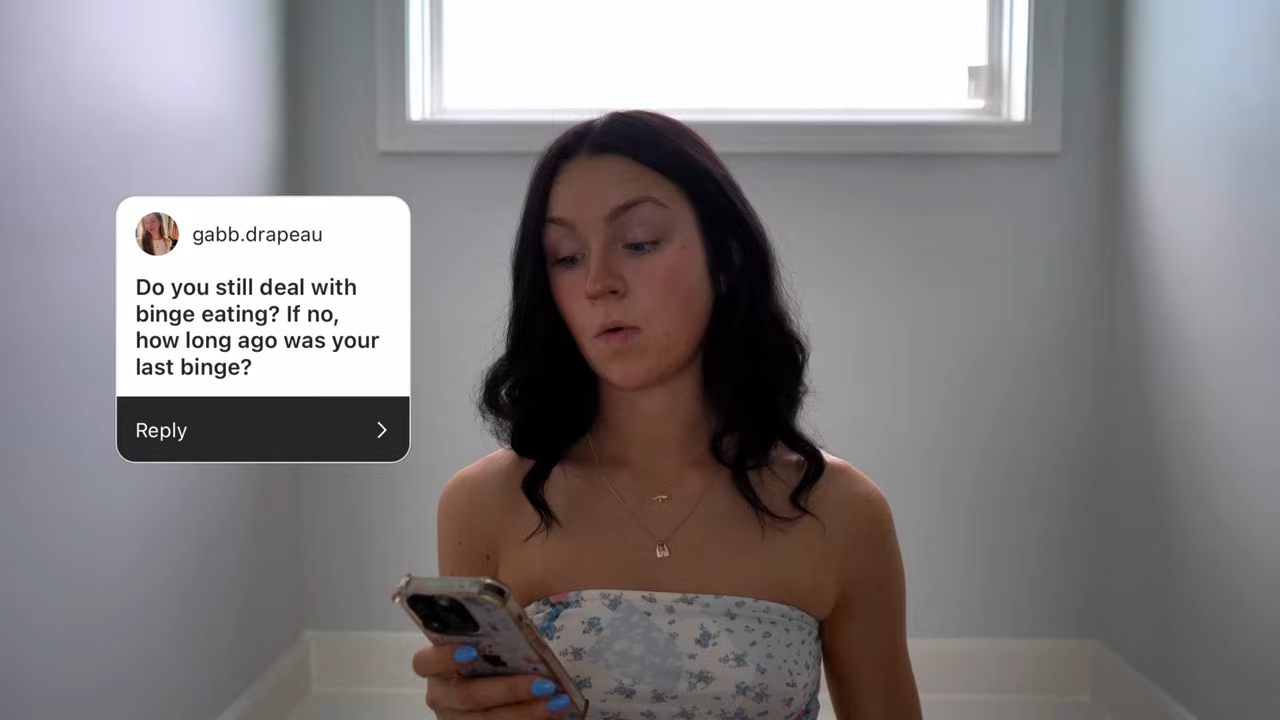 gabb.drapeau
Do you still deal with
binge eating? If no,
how long ago was your
last binge?
Reply